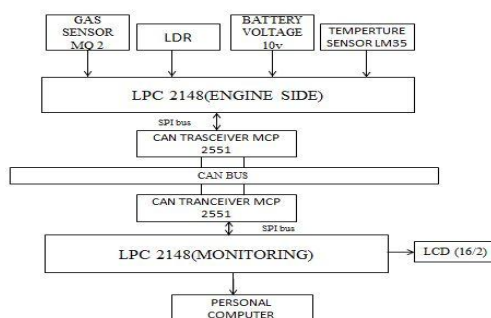 GAS
SENSOR
MQ 2
LDR
BATTERY
VOLTAGE
10v
TEMPERTURE
SENSOR LM35
LPC 2148(ENGINE SIDE)
SPI bus
CAN TRASCEIVER MCP
2551
CAN BUS
CAN TRANCEIVER MCP
2551
SPI bus
LPC 2148(MONITORING)
LCD (16/2)
PERSONAL
COMPUTER